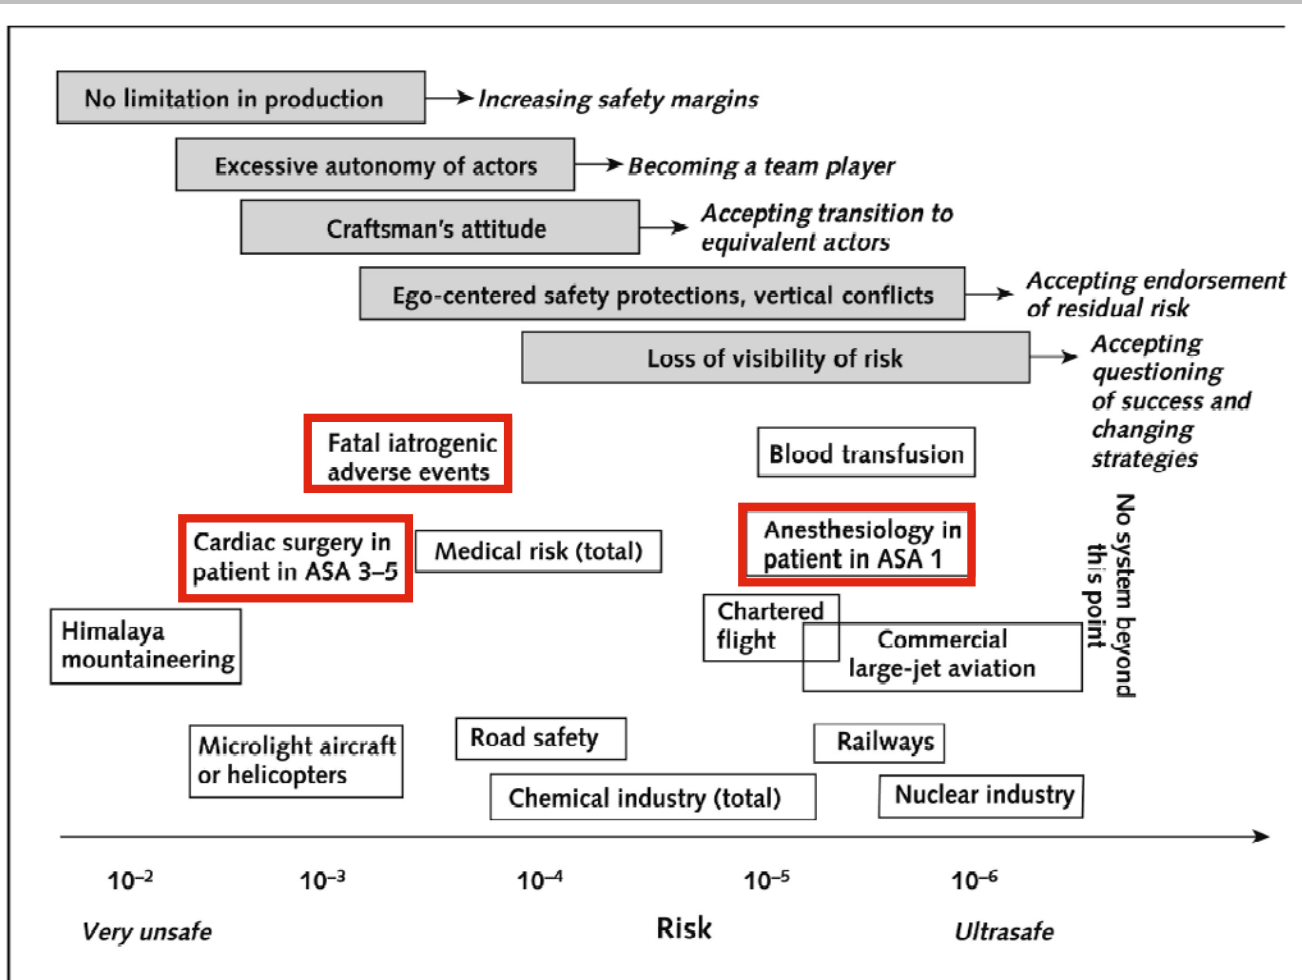 No limitation in production
Increasing safety margins
Excessive autonomy of actors
Becoming a team player
Craftsman's attitude
Accepting transition to
equivalent actors
Ego-centered safety protections, vertical conflicts
Accepting endorsement
of residual risk
Loss of visibility of risk
Accepting
questioning
of success and
changing
strategies
Fatal iatrogenic
adverse events
Blood transfusion
Cardiac surgery in
patient in ASA 3–5
Medical risk (total)
Anesthesiology in
patient in ASA 1
No system beyond
this point
Himalaya
mountaineering
Chartered
flight
Commercial
large-jet aviation
Microlight aircraft
or helicopters
Road safety
Railways
Chemical industry (total)
Nuclear industry
10–2
10–3
10–4
10–5
10–6
Very unsafe
Risk
Ultrasafe